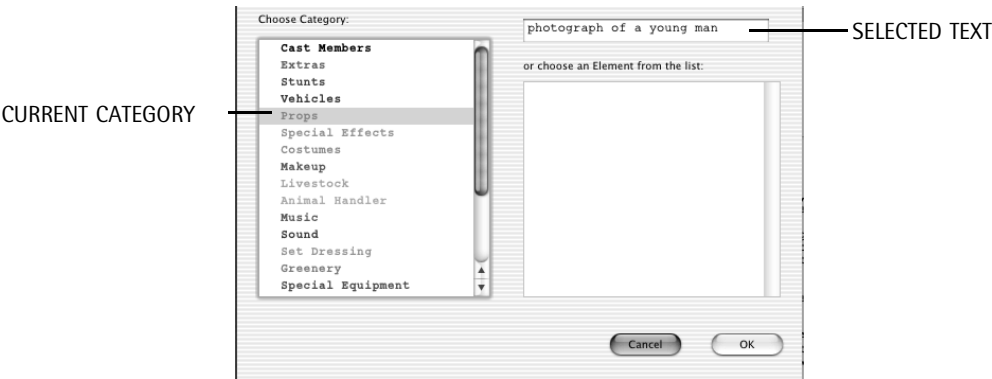 Choose Category:
photograph of a young man
SELECTED TEXT
Cast Members
Extras
or choose an Element from the list:
Stunts
Vehicles
CURRENT CATEGORY
Props
Special Effects
Costumes
Makeup
Livestock
Animal Handler
Music
Sound
Set Dressing
Greenery
Special Equipment
Cancel
OK